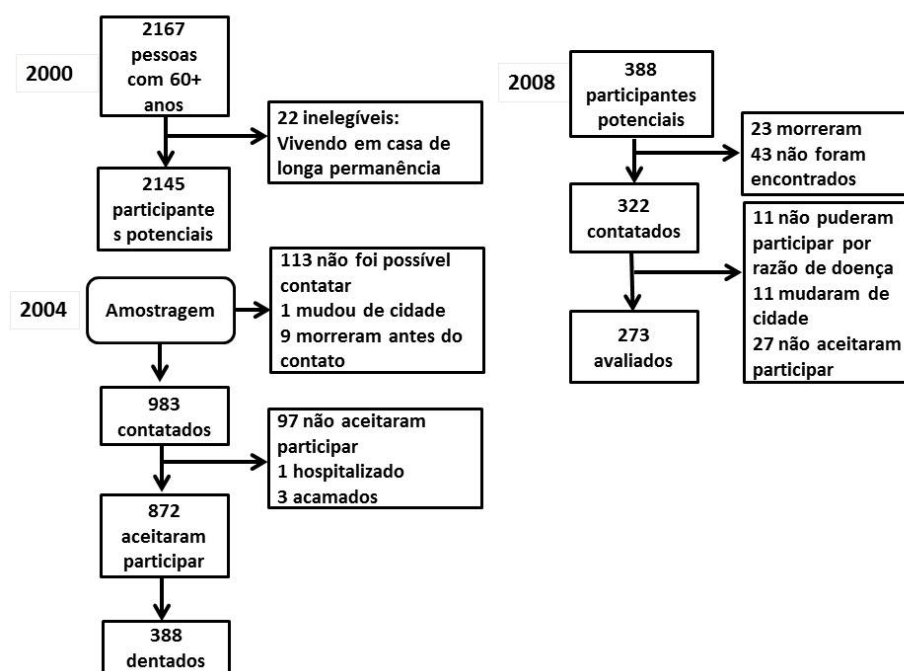 2000
2167
pessoas
com 60+
anos
22 inelegíveis:
Vivendo em casa de
longa permanência
2145
participante
s potenciais
2004
Amostragem
113 não foi possível
contatar
1 mudou de cidade
9 morreram antes do
contato
983
contatados
97 não aceitaram
participar
1 hospitalizado
3 acamados
872
aceitaram
participar
388
dentados
2008
388
participantes
potenciais
23 morreram
43 não foram
encontrados
322
contatados
11 não puderam
participar por
razão de doença
11 mudaram de
cidade
27 não aceitaram
participar
273
avaliados